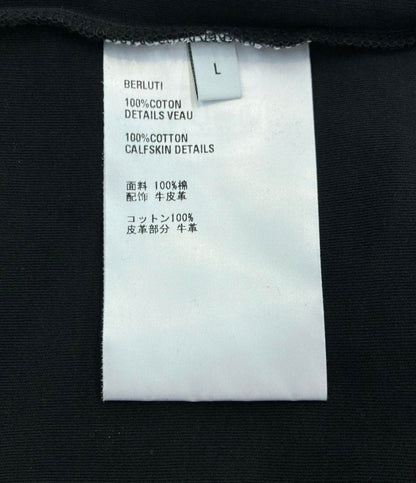 L
BERLUTI
100%COTON
DETAILS VEAU
100%COTTON
CALFSKIN DETAILS
面料 100%棉
配饰 牛皮革
コットン100%
皮革部分 牛革